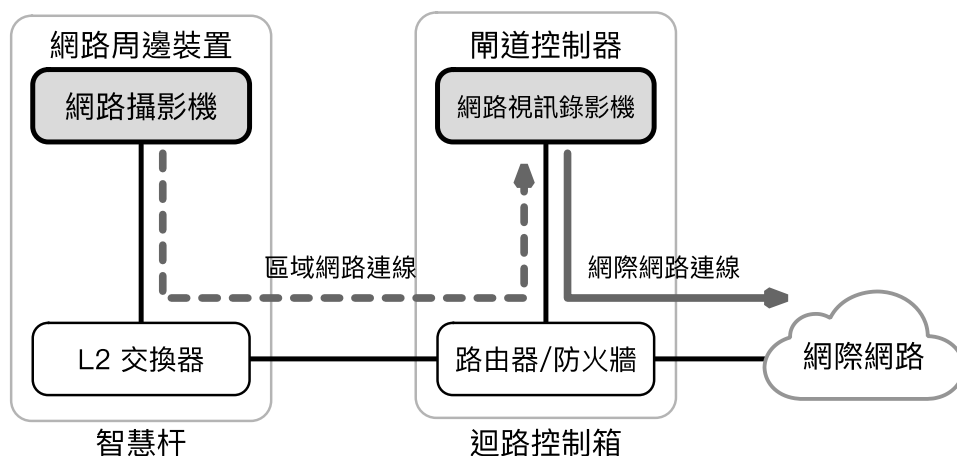 網路周邊裝置
網路攝影機
閘道控制器
網路視訊錄影機
區域網路連線
網際網路連線
L2 交換器
路由器/防火牆
網際網路
智慧杆
迴路控制箱